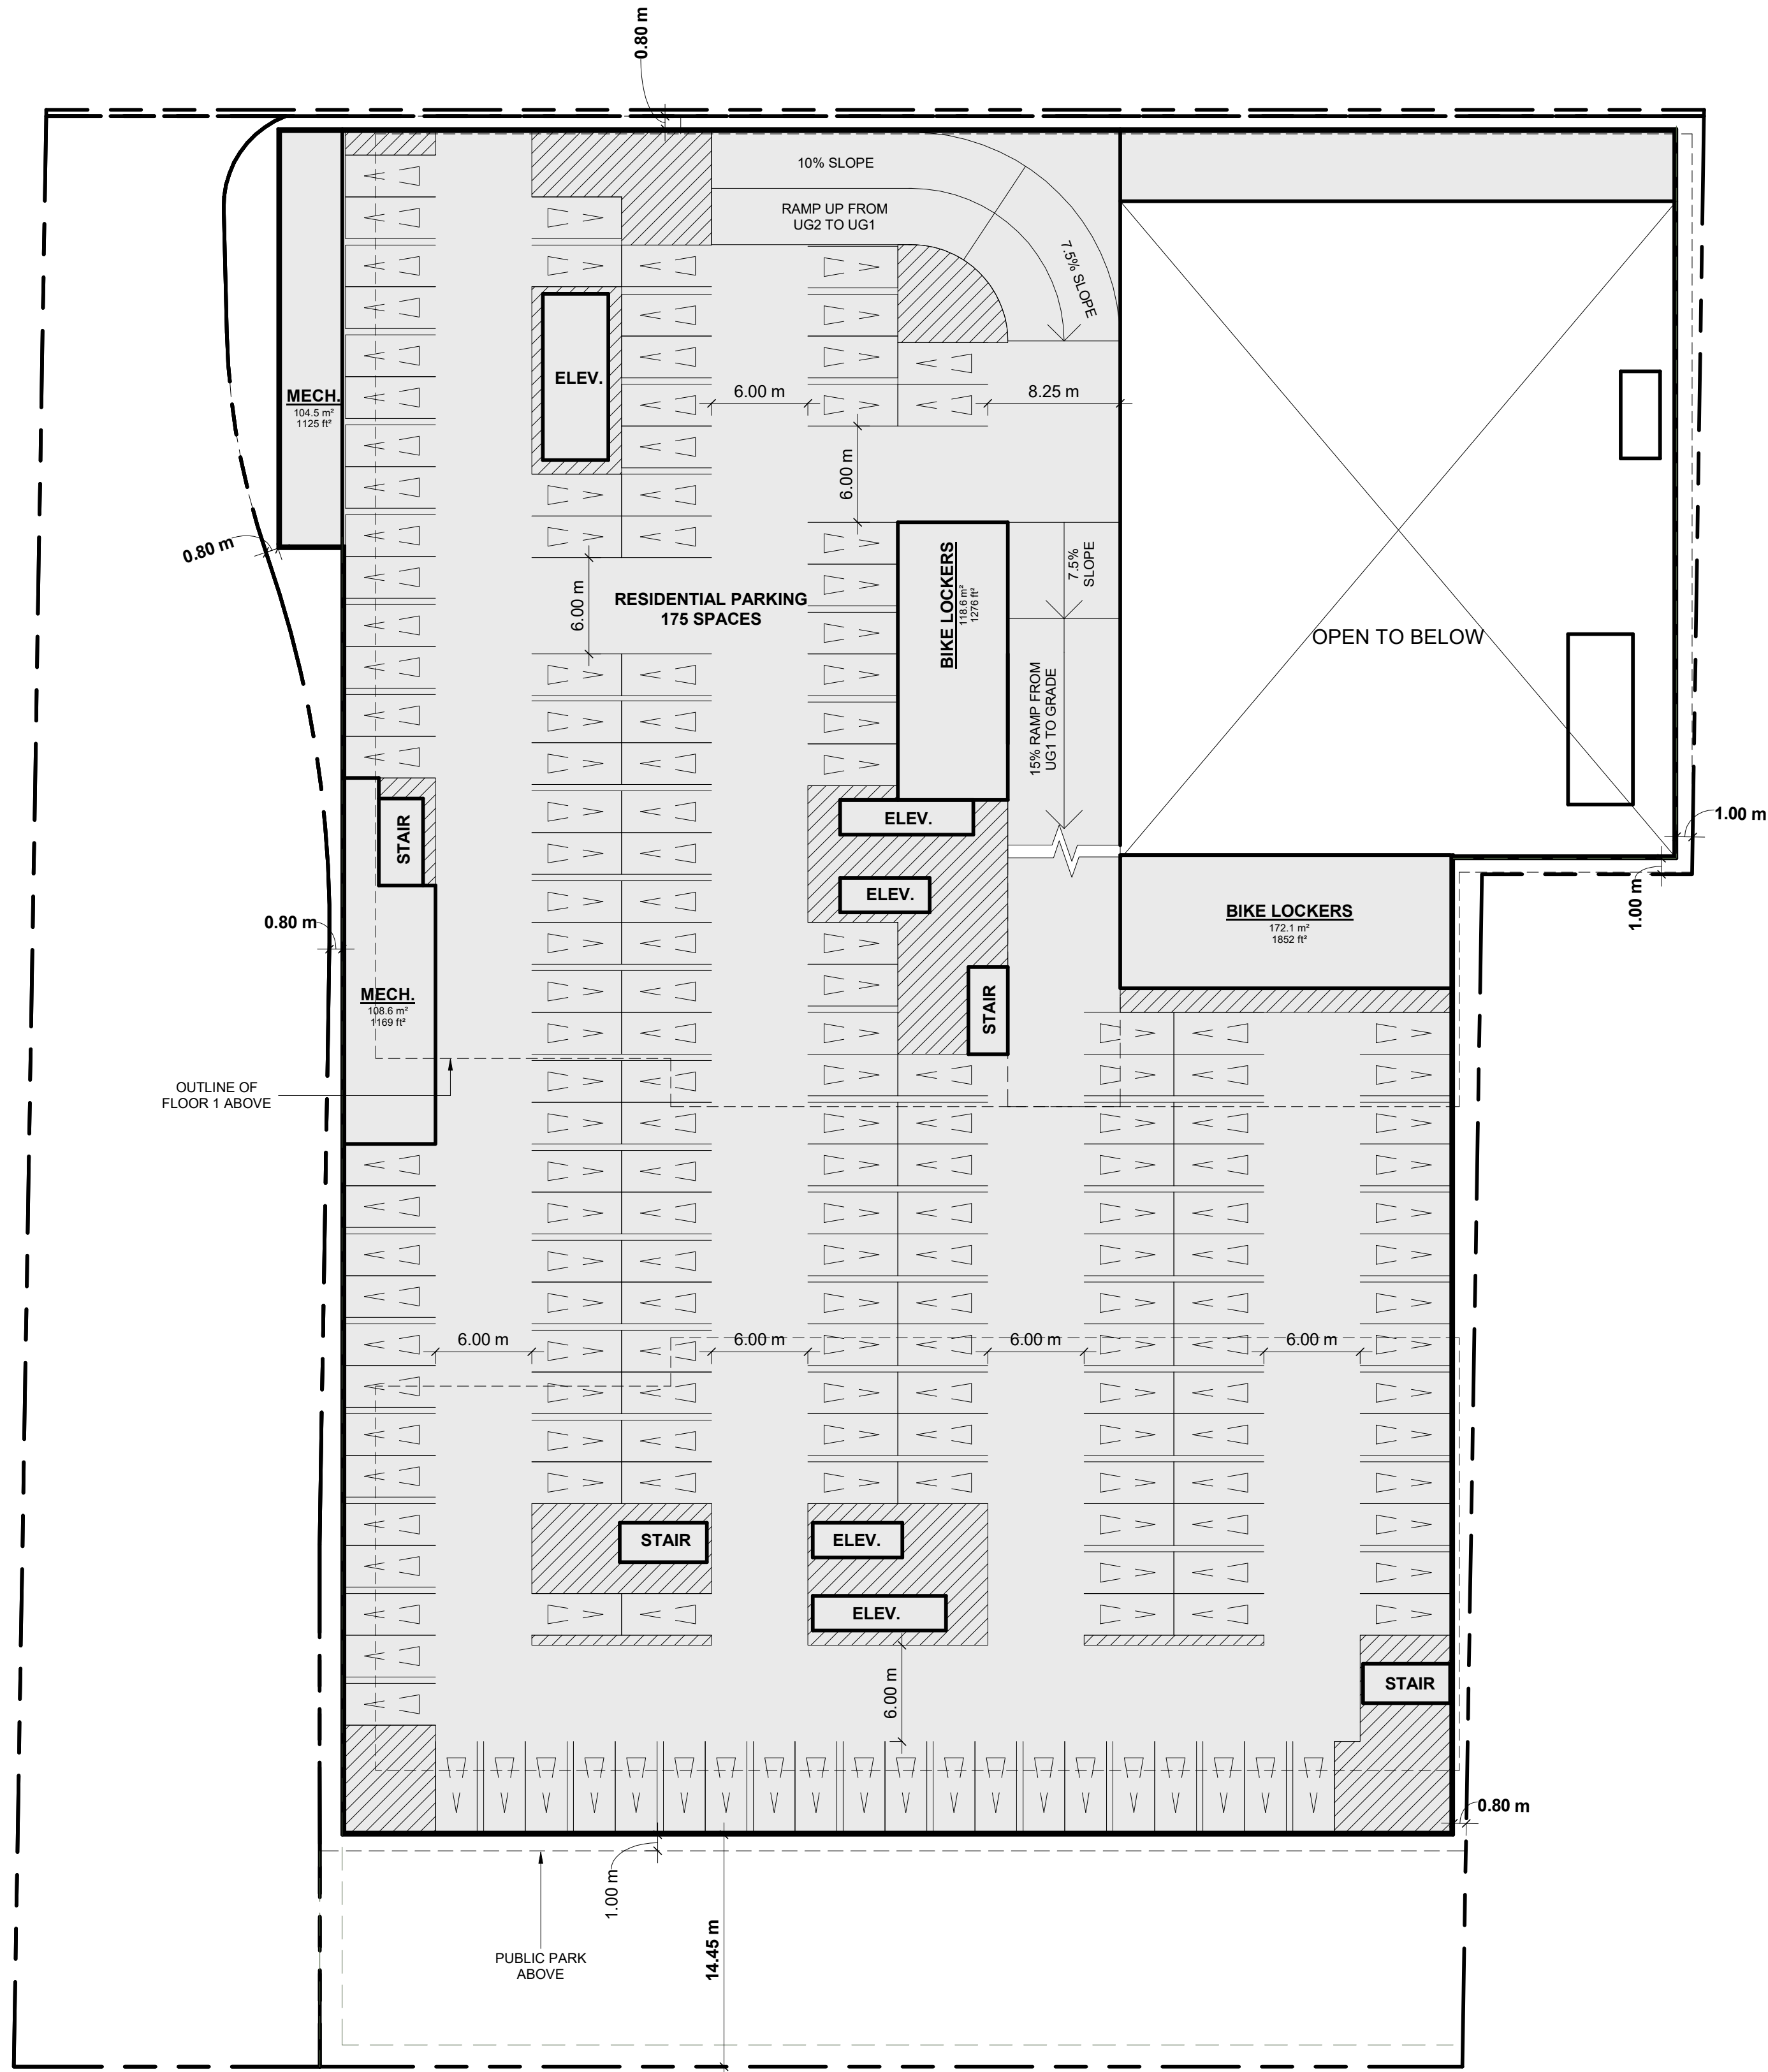 0.80 m
10% SLOPE
RAMP UP FROM
UG2 TO UG1
7.5% SLOPE
ELEV.
MECH.
104.5 m²
1125 ft²
6.00 m
8.25 m
6.00 m
0.80 m
6.00 m
RESIDENTIAL PARKING
175 SPACES
BIKE LOCKERS
118.6 m²
1276 ft²
7.5%
SLOPE
OPEN TO BELOW
15% RAMP FROM
UG1 TO GRADE
STAIR
ELEV.
1.00 m
ELEV.
1.00 m
0.80 m
BIKE LOCKERS
172.1 m²
1852 ft²
MECH.
108.6 m²
1169 ft²
STAIR
OUTLINE OF
FLOOR 1 ABOVE
6.00 m
6.00 m
6.00 m
6.00 m
STAIR
ELEV.
ELEV.
6.00 m
STAIR
0.80 m
1.00 m
14.45 m
PUBLIC PARK
ABOVE